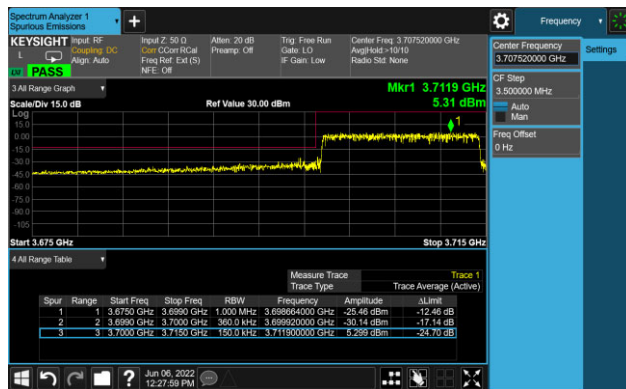 Spectrum Analyzer 1
Spurious Emissions
Frequency
KEYSIGHT Input: RF Input Z: 50 Ω Atten: 20 dB Trig: Free Run Center Freq: 3.707520000 GHz
L Coupling: DC Corr CCorr RCal Preamp: Off Gate: LO Avg|Hold:>10/10
Align: Auto Freq Ref: Ext (S) IF Gain: Low Radio Std: None
NFE: Off
PASS
Center Frequency
3.707520000 GHz
Settings
CF Step
3.500000 MHz
Auto
Man
Freq Offset
0 Hz
3 All Range Graph
Mkr1 3.7119 GHz
Scale/Div 15.0 dB Ref Value 30.00 dBm 5.31 dBm
Log
1
15.0
0.00
-15.0
-30.0
-45.0
-60.0
-75.0
-90.0
-105
Start 3.675 GHz Stop 3.715 GHz
4 All Range Table
Measure Trace Trace 1
Trace Type Trace Average (Active)
Spur Range Start Freq Stop Freq RBW Frequency Amplitude ΔLimit
1 1 3.6750 GHz 3.6990 GHz 1.000 MHz 3.698664000 GHz -25.46 dBm -12.46 dB
2 2 3.6990 GHz 3.7000 GHz 360.0 kHz 3.699920000 GHz -30.14 dBm -17.14 dB
3 3 3.7000 GHz 3.7150 GHz 150.0 kHz 3.711900000 GHz 5.299 dBm -24.70 dB
Jun 06, 2022
12:27:59 PM